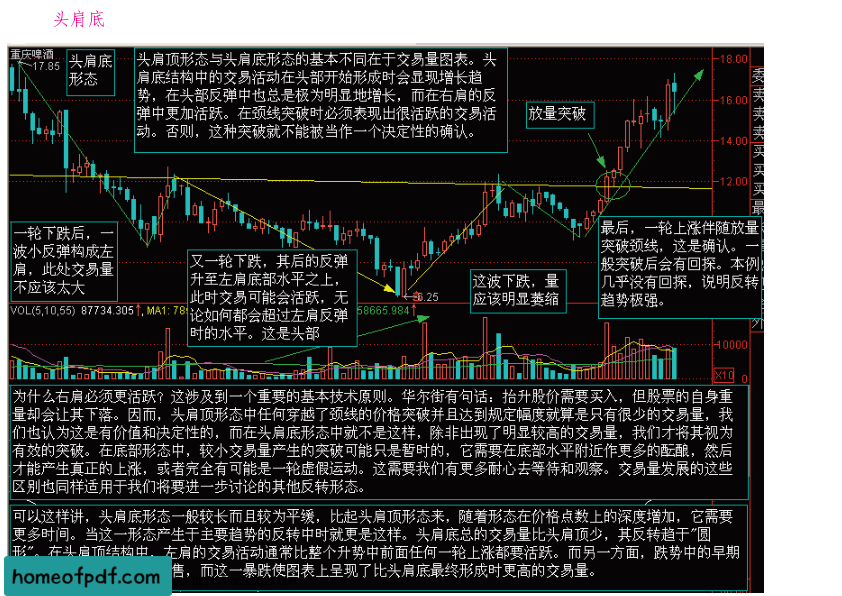 头肩底
重庆啤酒
17.85
头肩底
形态
头肩顶形态与头肩底形态的基本不同在于交易量图表。头
肩底结构中的交易活动在头部开始形成时会显现增长趋
势，在头部反弹中也总是极为明显地增长，而在右肩的反
弹中更加活跃。在颈线突破时必须表现出很活跃的交易活
动。否则，这种突破就不能被当作一个决定性的确认。
放量突破
18.00
16.00
14.00
12.00
卖
卖
卖
买
买
买
最
一轮下跌后，一
波小反弹构成左
肩，此处交易量
不应该太大
又一轮下跌，其后的反弹
升至左肩底部水平之上，
此时交易可能会活跃，无
论如何都会超过左肩反弹
时的水平。这是头部
6.25
这波下跌，量
应该明显萎缩
最后，一轮上涨伴随放量
突破颈线，这是确认。一
般突破后会有回探。本例
几乎没有回探，说明反转
趋势极强。
VOL(5,10,55) 87734.305↑, MA1: 78
58665.984↑
40000
X10
0
为什么右肩必须更活跃？这涉及到一个重要的基本技术原则。华尔街有句话：抬升股价需要买入，但股票的自身重
量却会让其下落。因而，头肩顶形态中任何穿越了颈线的价格突破并且达到规定幅度就算是只有很少的交易量，我
们也认为这是有价值和决定性的，而在头肩底形态中就不是这样，除非出现了明显较高的交易量，我们才将其视为
有效的突破。在底部形态中，较小交易量产生的突破可能只是暂时的，它需要在底部水平附近作更多的酝酿，然后
才能产生真正的上涨，或者完全有可能是一轮虚假运动。这需要我们有更多耐心去等待和观察。交易量发展的这些
区别也同样适用于我们将要进一步讨论的其他反转形态。
可以这样讲，头肩底形态一般较长而且较为平缓，比起头肩顶形态来，随着形态在价格点数上的深度增加，它需要
更多时间。当这一形态产生于主要趋势的反转中时就更是这样。头肩底总的交易量比头肩顶少，其反转趋于"圆
形"。在头肩顶结构中，左肩的交易活动通常比整个升势中前面任何一轮上涨都要活跃。而另一方面，跌势中的早期
售，而这一暴跌使图表上呈现了比头肩底最终形成时更高的交易量。
homeofpdf.com